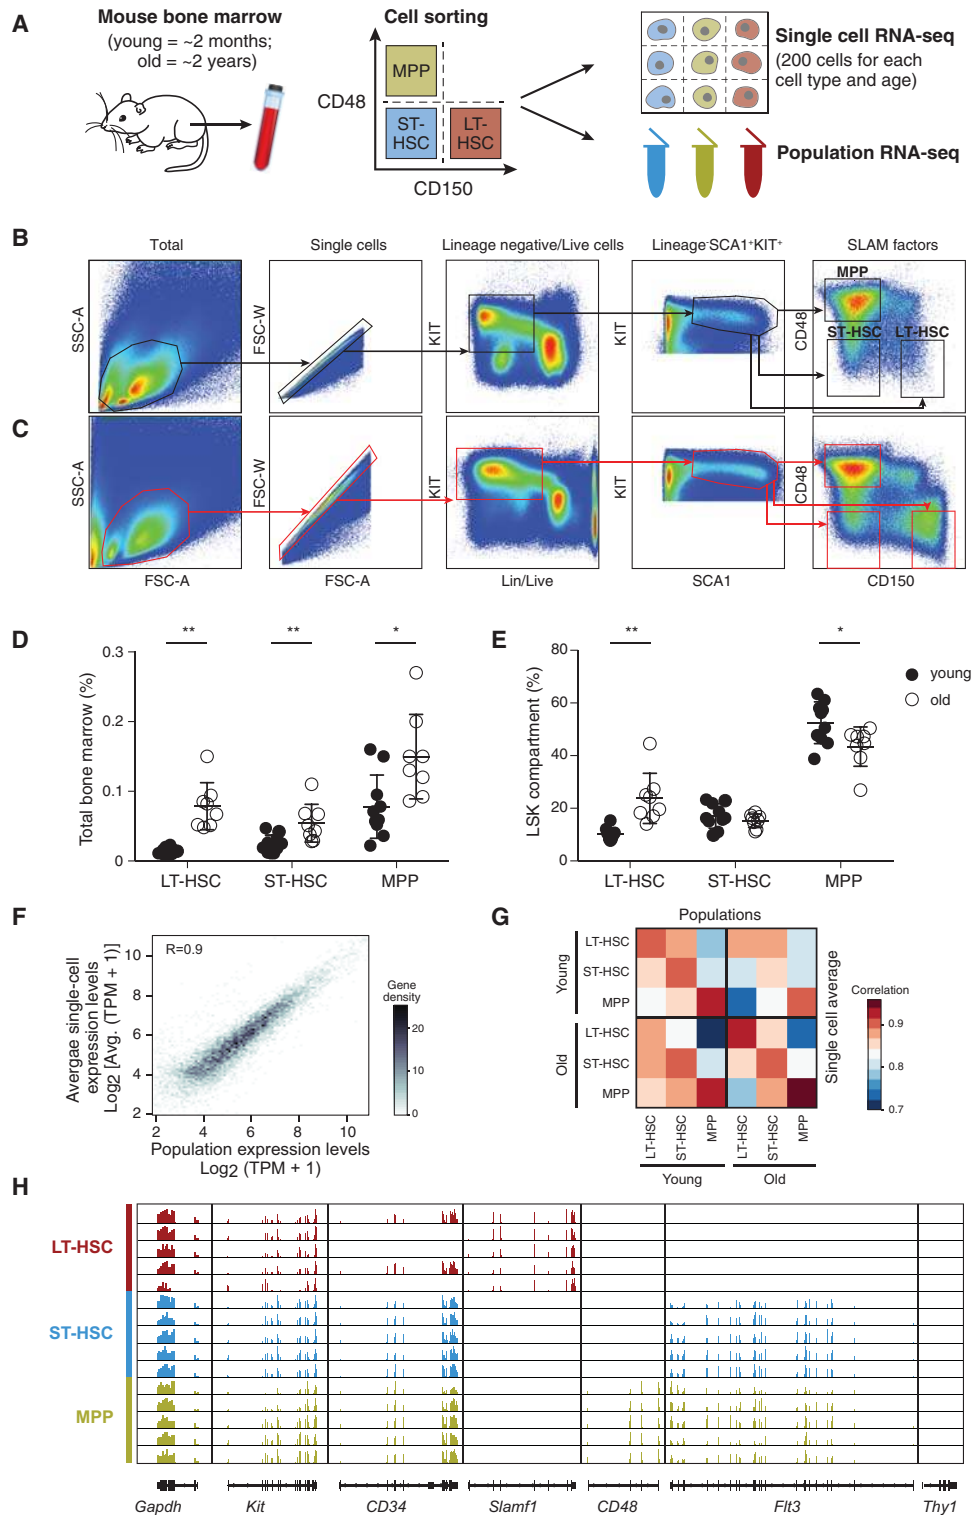 A
Mouse bone marrow
(young = ~2 months;
old = ~2 years)
Cell sorting
CD48
MPP
ST-
HSC
LT-
HSC
CD150
Single cell RNA-seq
(200 cells for each
cell type and age)
Population RNA-seq
B
Total
Single cells
Lineage negative/Live cells
Lineage-SCA1+KIT+
SLAM factors
SSC-A
FSC-W
KIT
KIT
CD48
MPP
ST-HSC
LT-HSC
C
SSC-A
FSC-W
KIT
KIT
CD48
FSC-A
FSC-A
Lin/Live
SCA1
CD150
D
Total bone marrow (%)
0.3
0.2
0.1
0
**
**
*
LT-HSC
ST-HSC
MPP
E
LSK compartment (%)
80
60
40
20
0
**
*
LT-HSC
ST-HSC
MPP
young
old
F
Avergae single-cell
expression levels
Log2 [Avg. (TPM + 1)]
R=0.9
10
8
6
4
2
2
4
6
8
10
Population expression levels
Log2 (TPM + 1)
Gene
density
20
10
0
G
Populations
Young
LT-HSC
ST-HSC
MPP
Old
LT-HSC
ST-HSC
MPP
LT-HSC
ST-HSC
MPP
LT-HSC
ST-HSC
MPP
Young
Old
Single cell average
Correlation
0.9
0.8
0.7
H
LT-HSC
ST-HSC
MPP
Gapdh
Kit
CD34
Slamf1
CD48
Flt3
Thy1